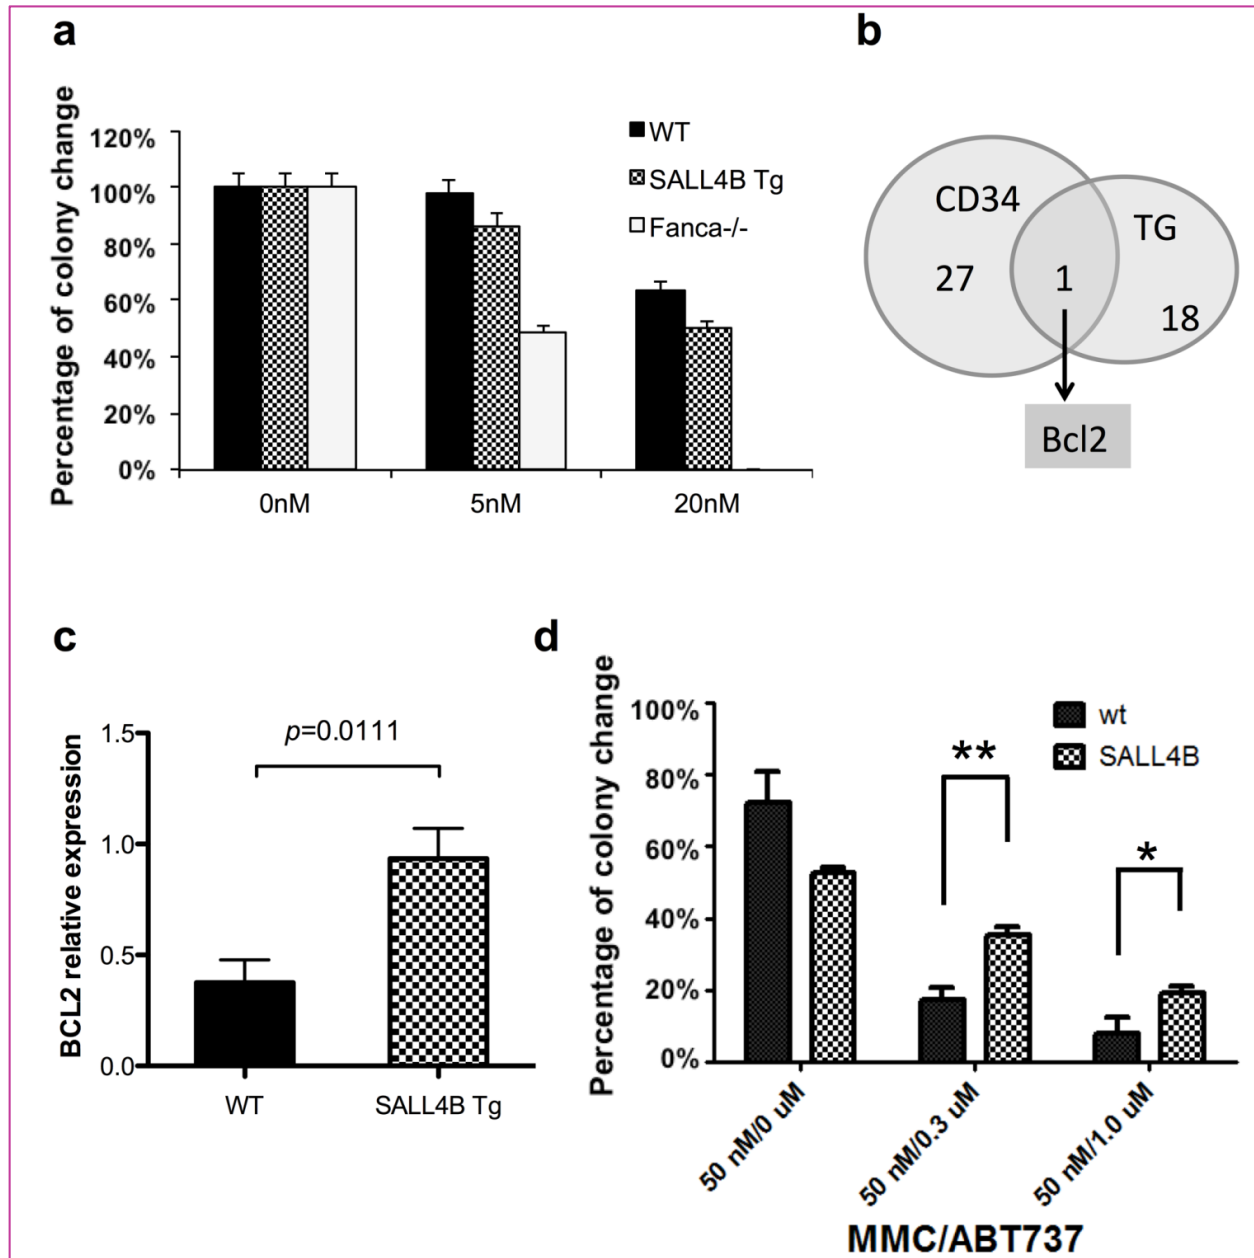 a
Percentage of colony change
120%
100%
80%
60%
40%
20%
0%
0nM
5nM
20nM
WT
SALL4B Tg
Fanca-/-
b
CD34
TG
27
1
18
Bcl2
c
BCL2 relative expression
1.5
1.0
0.5
0.0
p=0.0111
WT
SALL4B Tg
d
Percentage of colony change
100%
80%
60%
40%
20%
0%
wt
SALL4B
**
*
50 nM/0 uM
50 nM/0.3 uM
50 nM/1.0 uM
MMC/ABT737